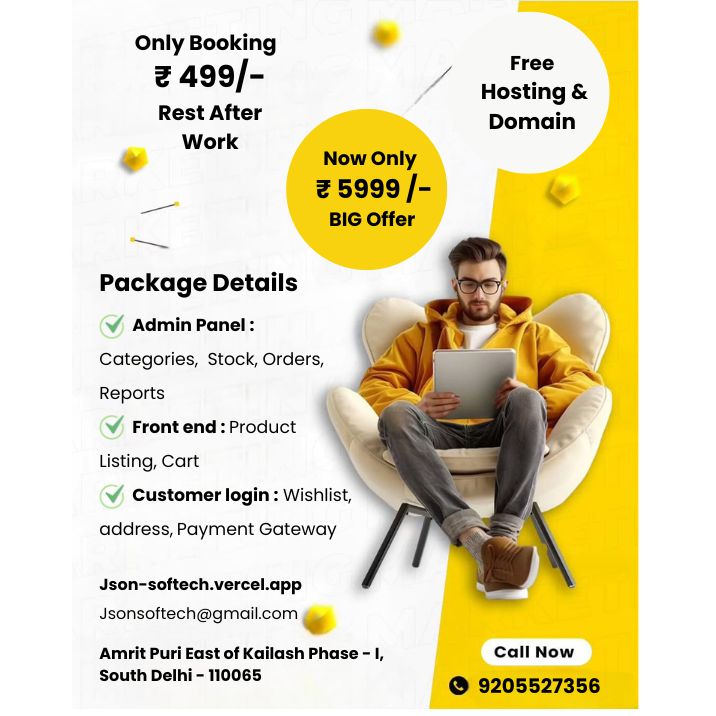 Only Booking
₹ 499/-
Rest After
Work
Free
Hosting &
Domain
Now Only
₹ 5999 /-
BIG Offer
Package Details
Admin Panel :
Categories, Stock, Orders,
Reports
Front end : Product
Listing, Cart
Customer login : Wishlist,
address, Payment Gateway
Json-softech.vercel.app
Jsonsoftech@gmail.com
Amrit Puri East of Kailash Phase - I,
South Delhi - 110065
Call Now
9205527356